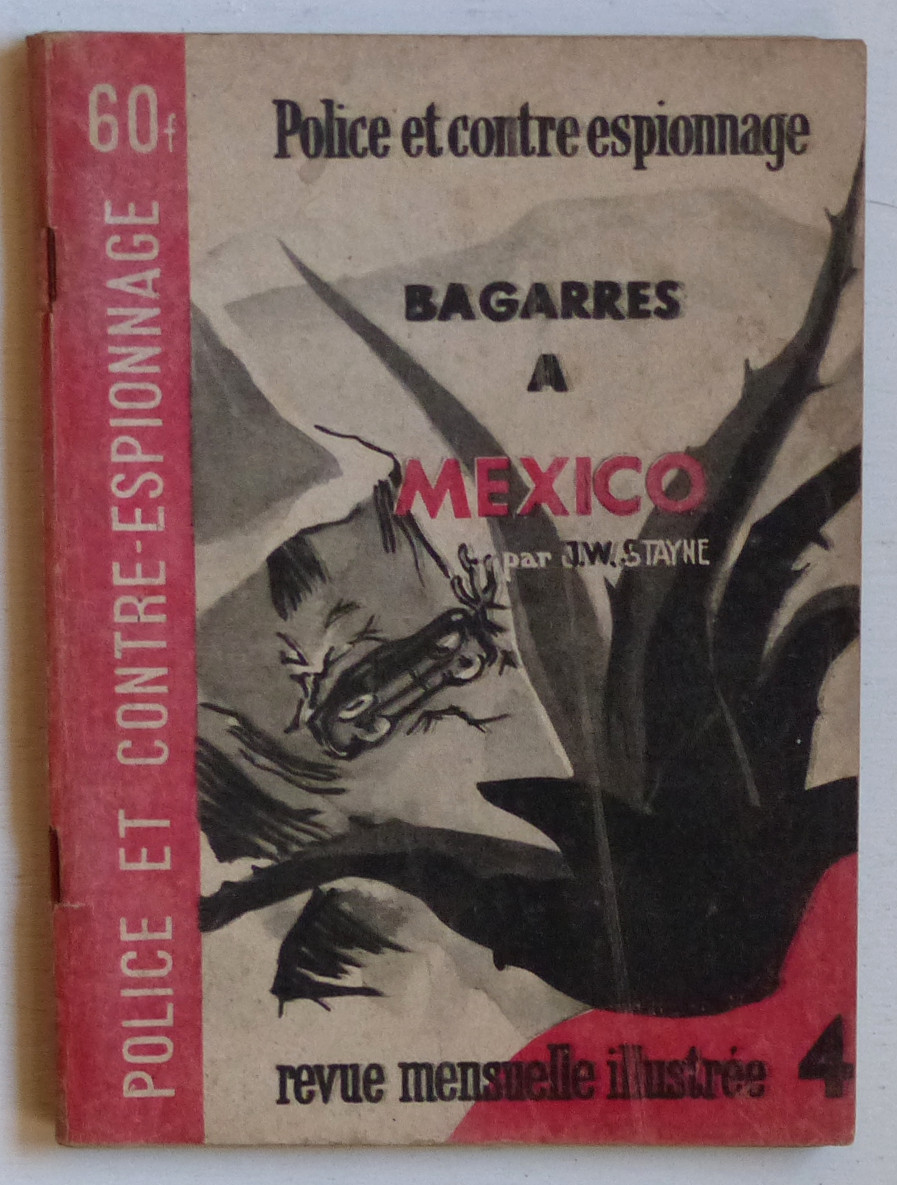 60f
POLICE ET CONTRE-ESPIONNAGE
Police et contre espionnage
BAGARRES
A
MEXICO
par J.W. STAYNE
revue mensuelle illustrée 4